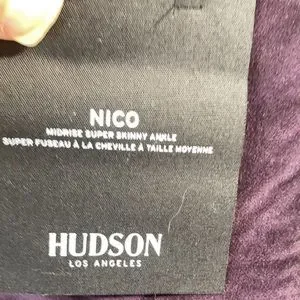 NICO
MIDRISE SUPER SKINNY ANKLE
SUPER FUSEAU À LA CHEVILLE À TAILLE MOYENNE
HUDSON
LOS ANGELES